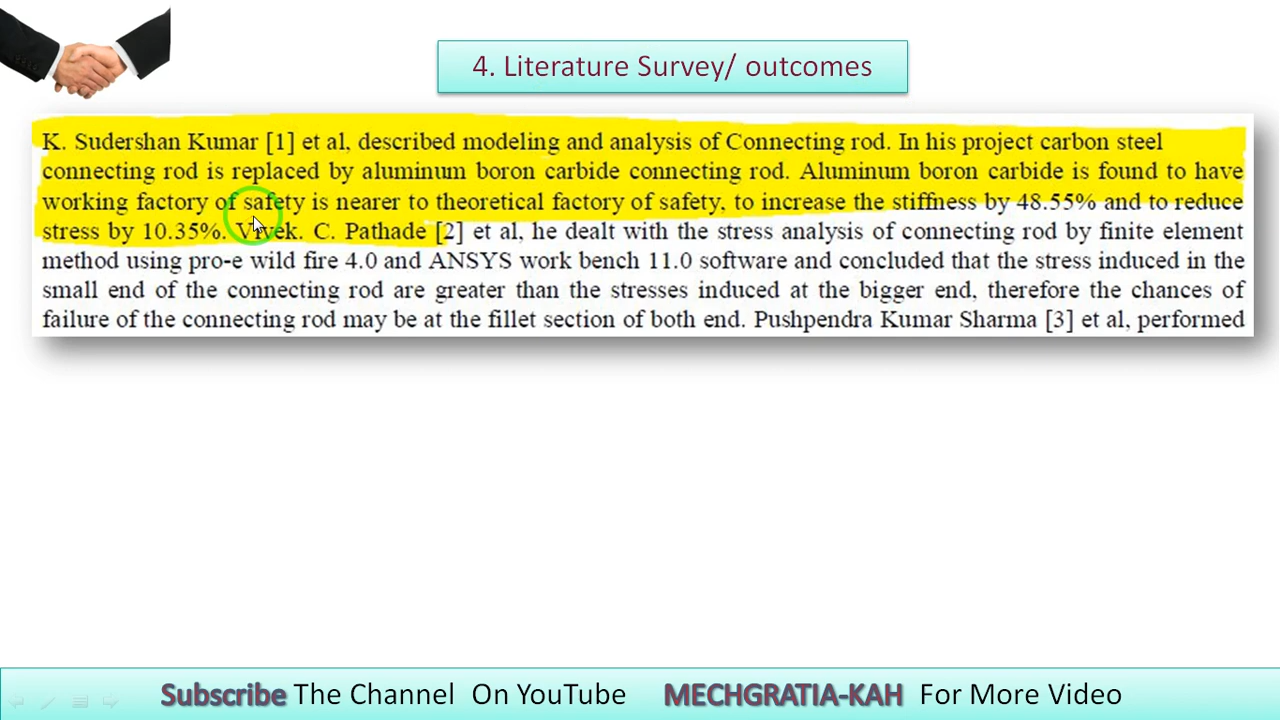 4. Literature Survey/ outcomes
K. Sudershan Kumar [1] et al, described modeling and analysis of Connecting rod. In his project carbon steel
connecting rod is replaced by aluminum boron carbide connecting rod. Aluminum boron carbide is found to have
working factory of safety is nearer to theoretical factory of safety, to increase the stiffness by 48.55% and to reduce
stress by 10.35%. Vivek. C. Pathade [2] et al, he dealt with the stress analysis of connecting rod by finite element
method using pro-e wild fire 4.0 and ANSYS work bench 11.0 software and concluded that the stress induced in the
small end of the connecting rod are greater than the stresses induced at the bigger end, therefore the chances of
failure of the connecting rod may be at the fillet section of both end. Pushpendra Kumar Sharma [3] et al, performed
Subscribe The Channel On YouTube MECHGRATIA-KAH For More Video